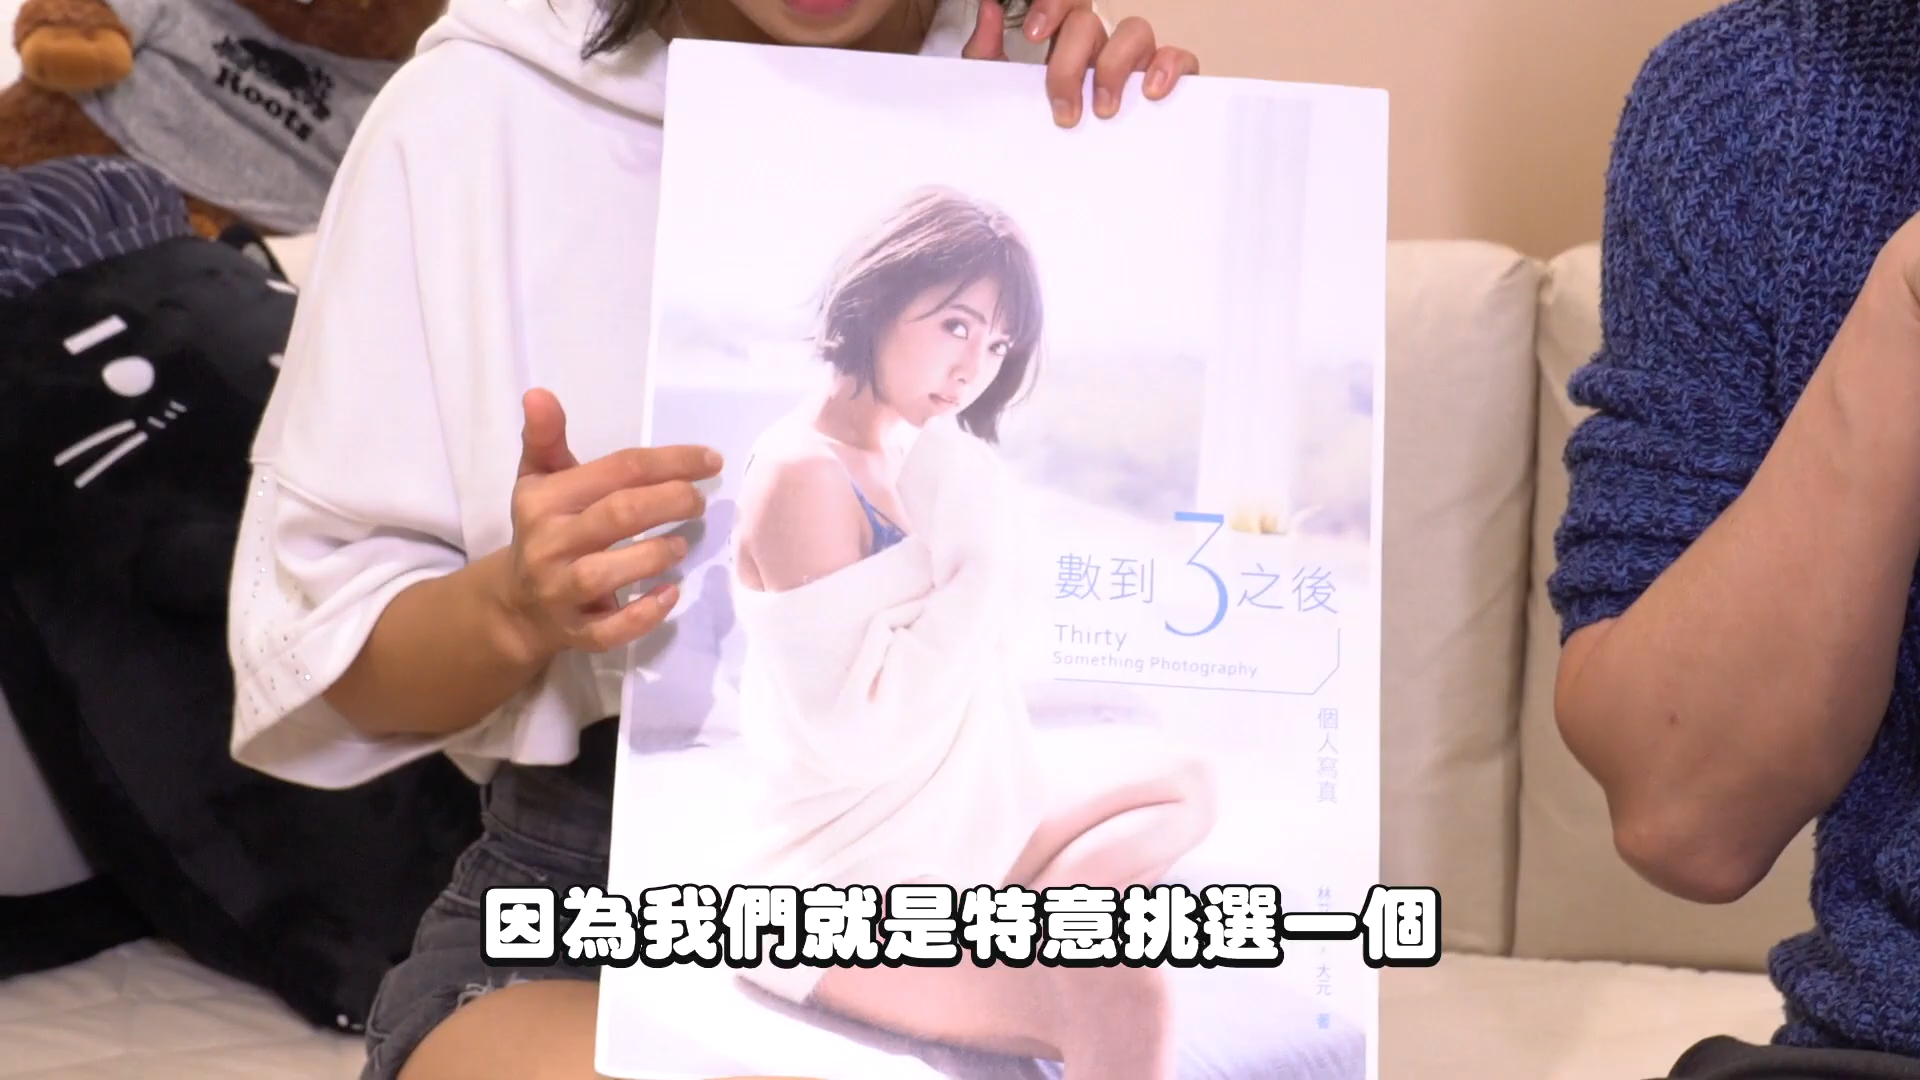 Roots
數到3之後
Thirty
Something Photography
個人寫真
大元 著
因為我們就是特意挑選一個